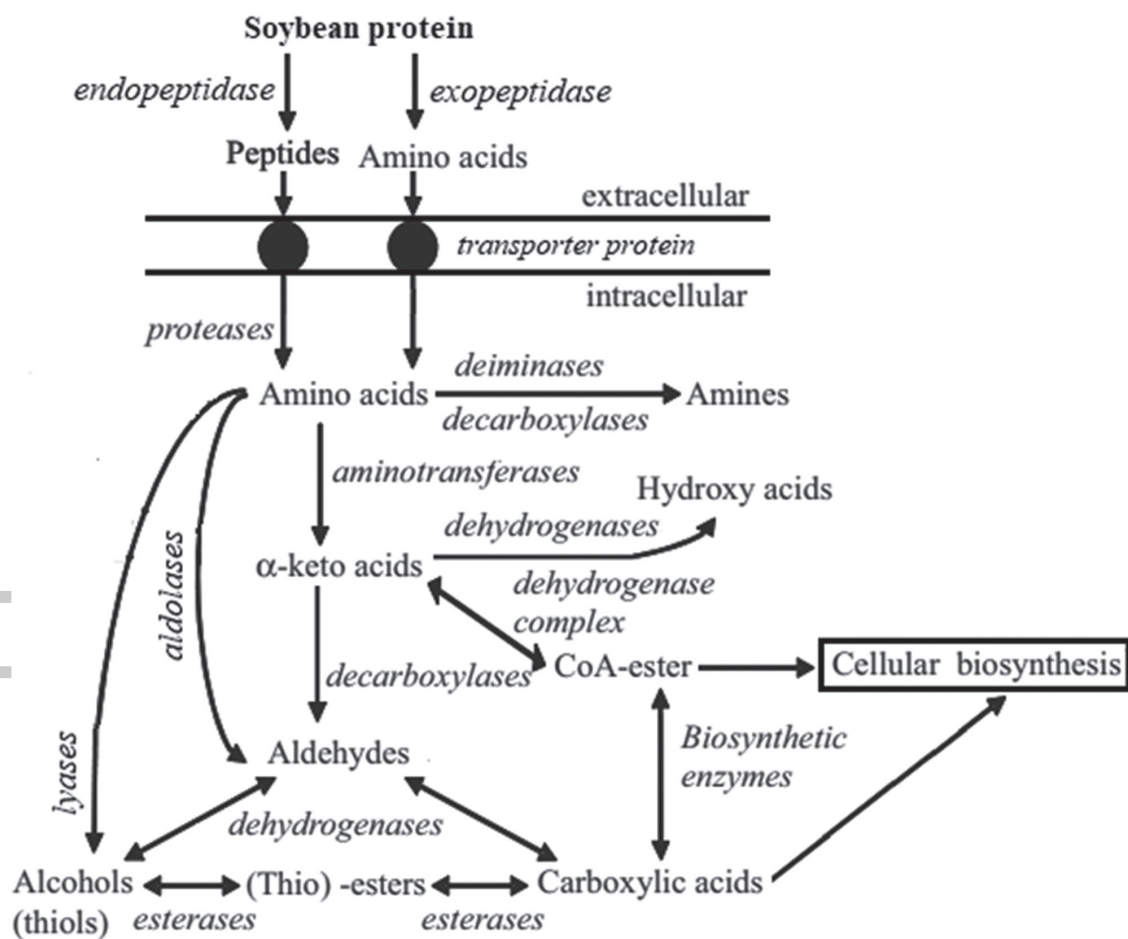 Soybean protein
endopeptidase
exopeptidase
Peptides Amino acids
extracellular
transporter protein
intracellular
proteases
Amino acids
deiminases
decarboxylases
Amines
aminotransferases
Hydroxy acids
dehydrogenases
α-keto acids
dehydrogenase
complex
aldolases
decarboxylases
CoA-ester
Cellular biosynthesis
lyases
Aldehydes
Biosynthetic
enzymes
dehydrogenases
Alcohols
(thiols)
(Thio) -esters
Carboxylic acids
esterases
esterases